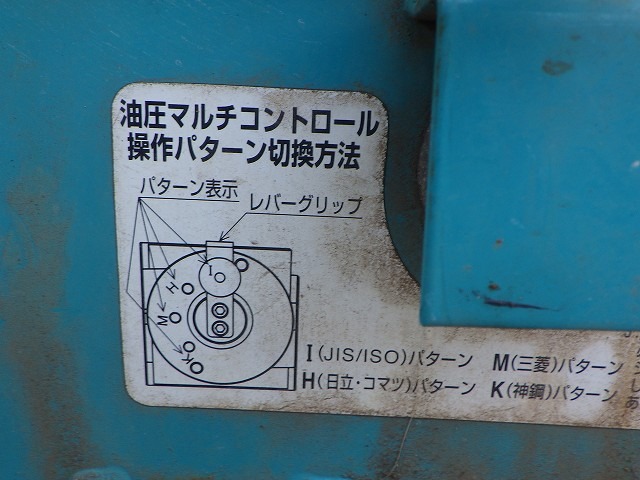 油圧マルチコントロール
操作パターン切換方法
パターン表示
レバーグリップ
I
H
M
K
I(JIS/ISO)パターン M(三菱)パターン
H(日立・コマツ)パターン K(神鋼)パターン